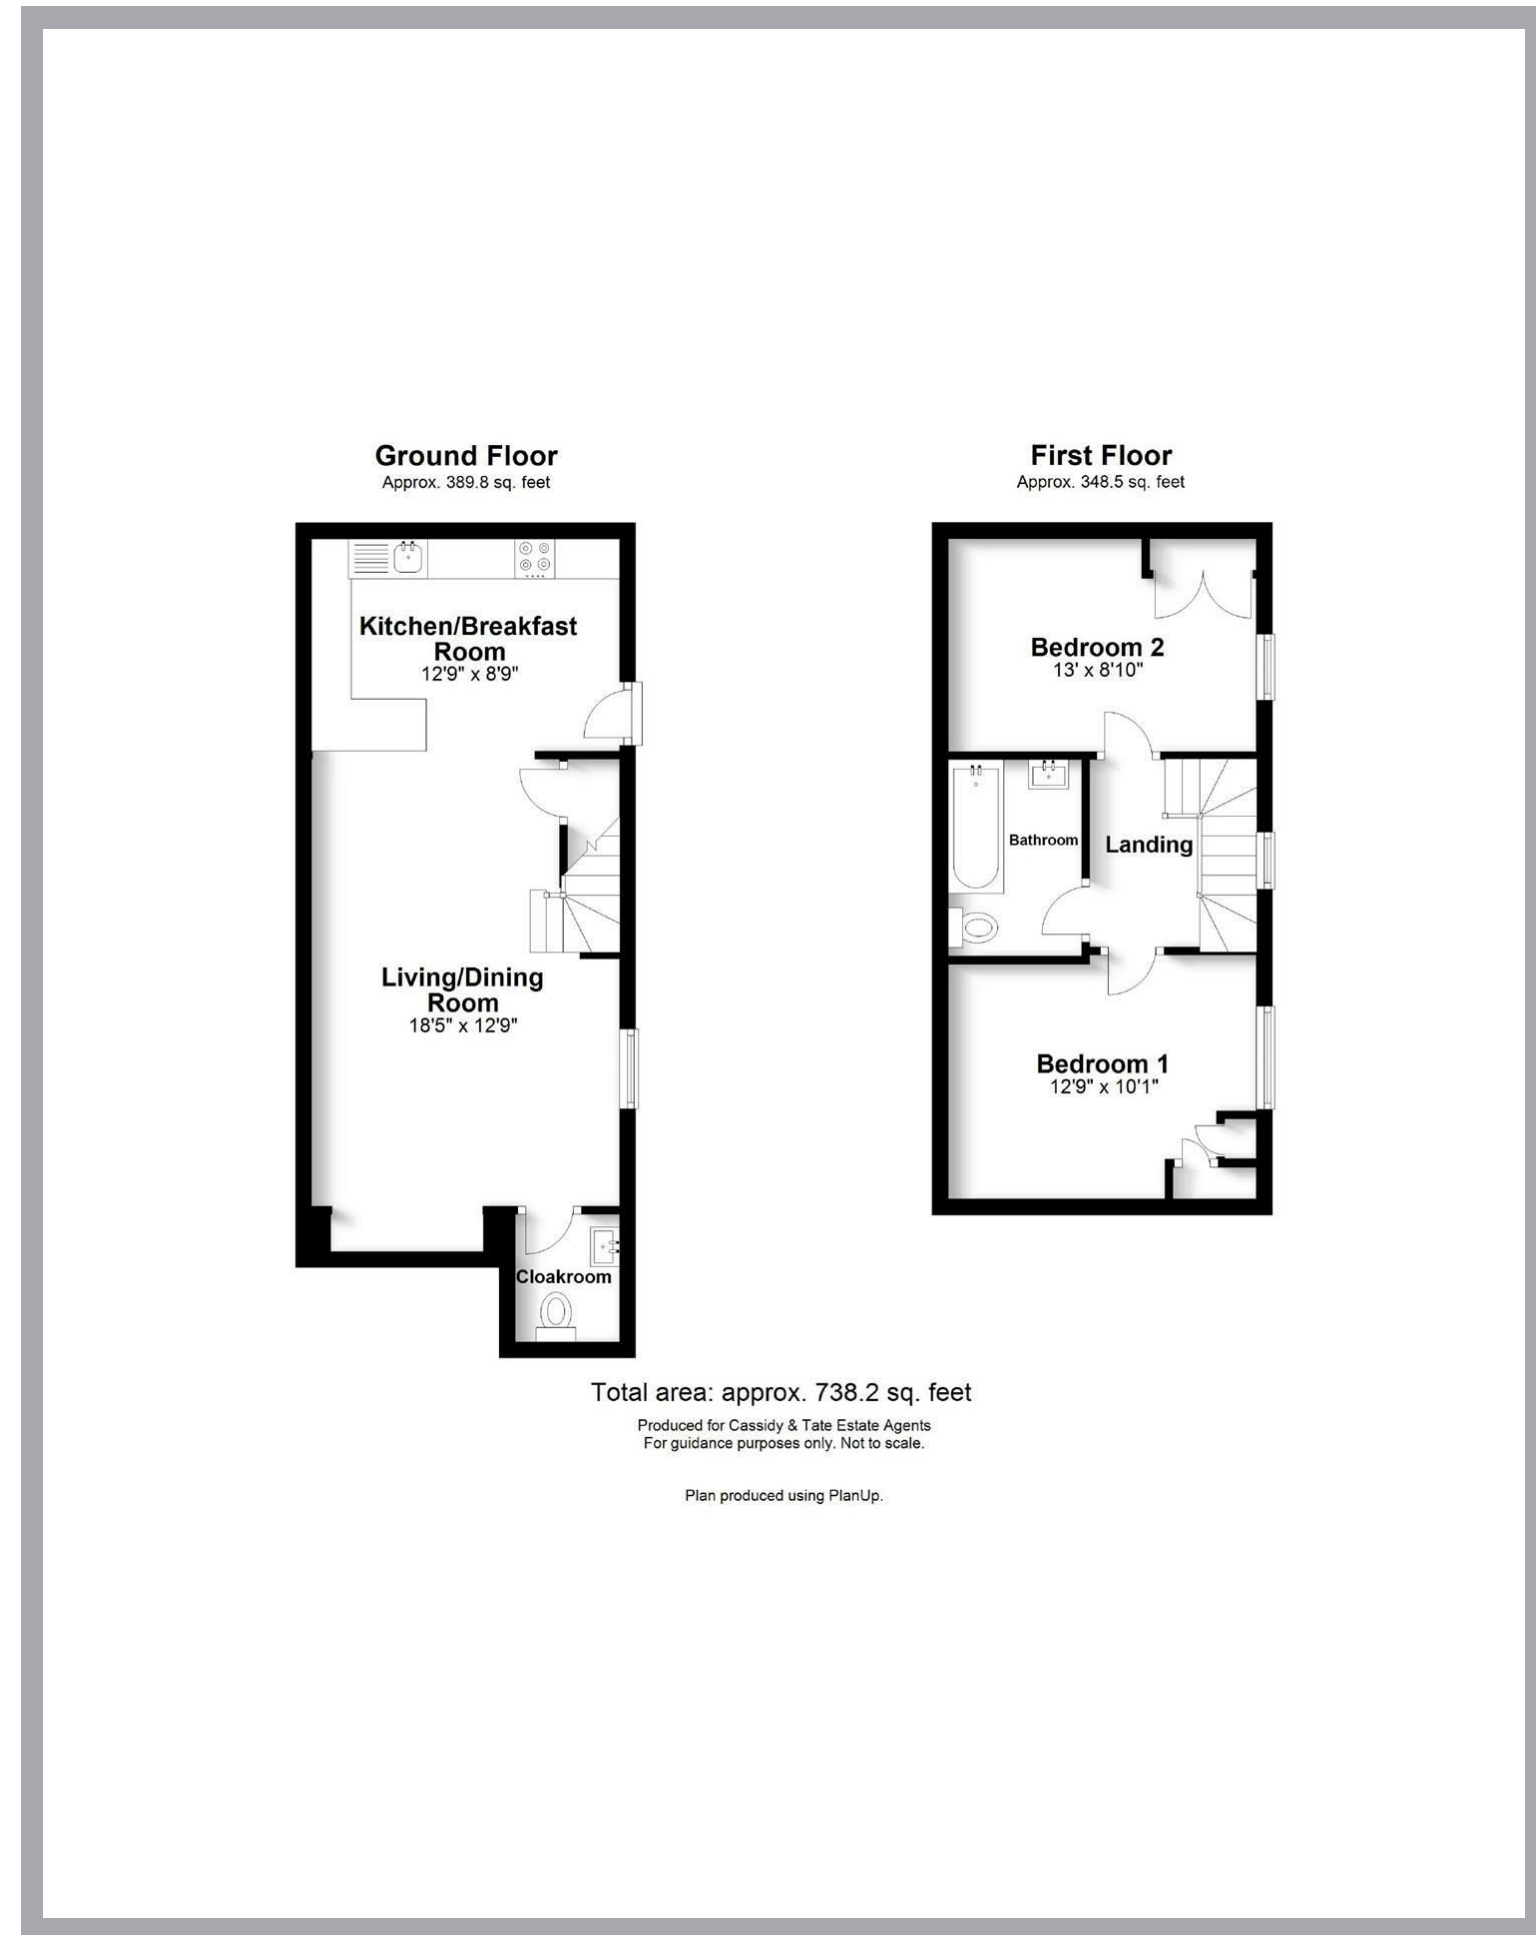 Ground Floor
Approx. 389.8 sq. feet
Kitchen/Breakfast
Room
12'9" x 8'9"
Living/Dining
Room
18'5" x 12'9"
Cloakroom
First Floor
Approx. 348.5 sq. feet
Bedroom 2
13' x 8'10"
Bathroom
Landing
Bedroom 1
12'9" x 10'1"
Total area: approx. 738.2 sq. feet
Produced for Cassidy & Tate Estate Agents
For guidance purposes only. Not to scale.
Plan produced using PlanUp.